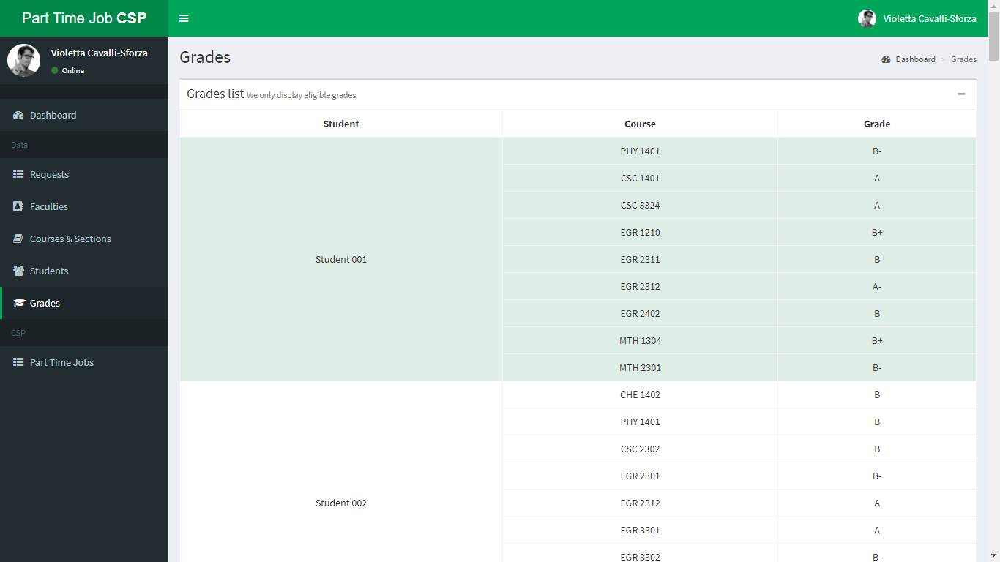 Part Time Job CSP
Violetta Cavalli-Sforza
Violetta Cavalli-Sforza
Online
Dashboard
Data
Requests
Faculties
Courses & Sections
Students
Grades
CSP
Part Time Jobs
Grades
Dashboard > Grades
Grades list We only display eligible grades
Student Course Grade
Student 001
PHY 1401 B-
CSC 1401 A
CSC 3324 A
EGR 1210 B+
EGR 2311 B
EGR 2312 A-
EGR 2402 B
MTH 1304 B+
MTH 2301 B-
Student 002
CHE 1402 B
PHY 1401 B
CSC 2302 B
EGR 2301 B-
EGR 2312 A
EGR 3301 A
EGR 3302 B-